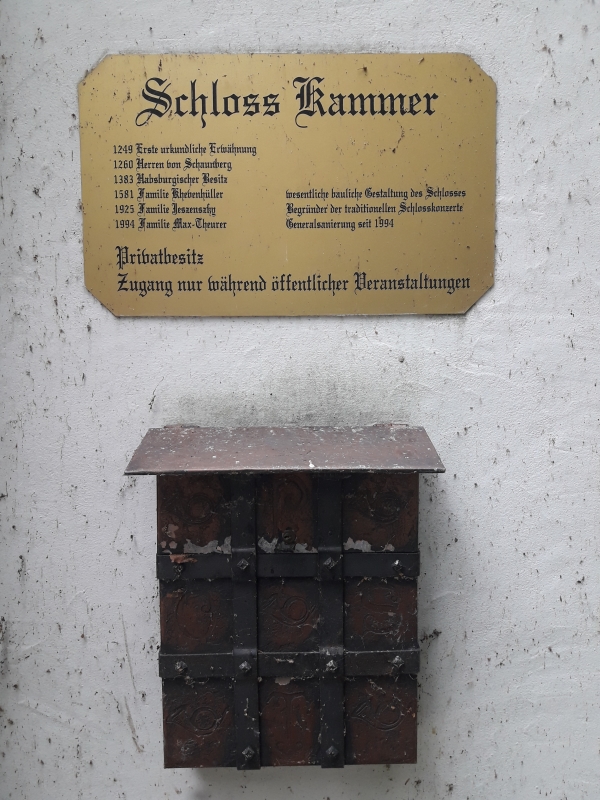 Schloss Kammer
1249 Erste urkundliche Erwähnung
1260 Herren von Schaunberg
1383 Habsburgischer Besitz
1581 Familie Khevenhüller wesentliche bauliche Gestaltung des Schlosses
1925 Familie Jeszenszky Begründer der traditionellen Schlosskonzerte
1994 Familie Max-Theurer Generalsanierung seit 1994
Privatbesitz
Zugang nur während öffentlicher Veranstaltungen